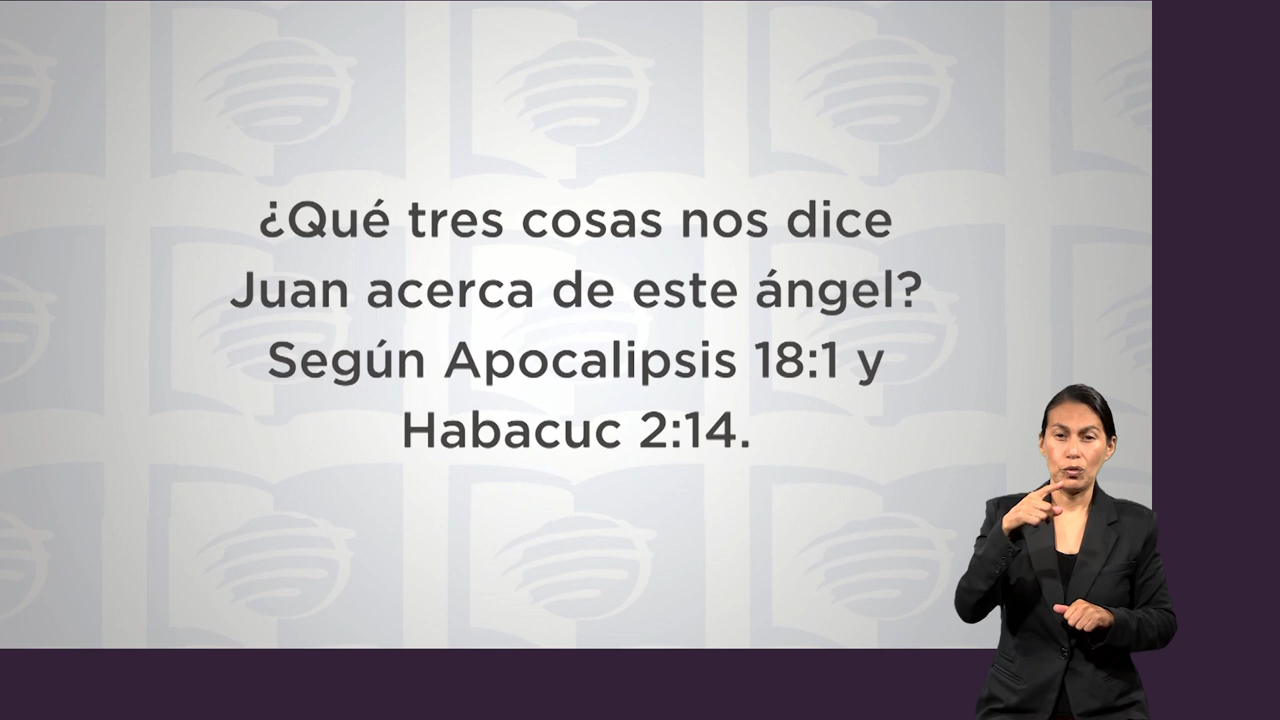 ¿Qué tres cosas nos dice
Juan acerca de este ángel?
Según Apocalipsis 18:1 y
Habacuc 2:14.